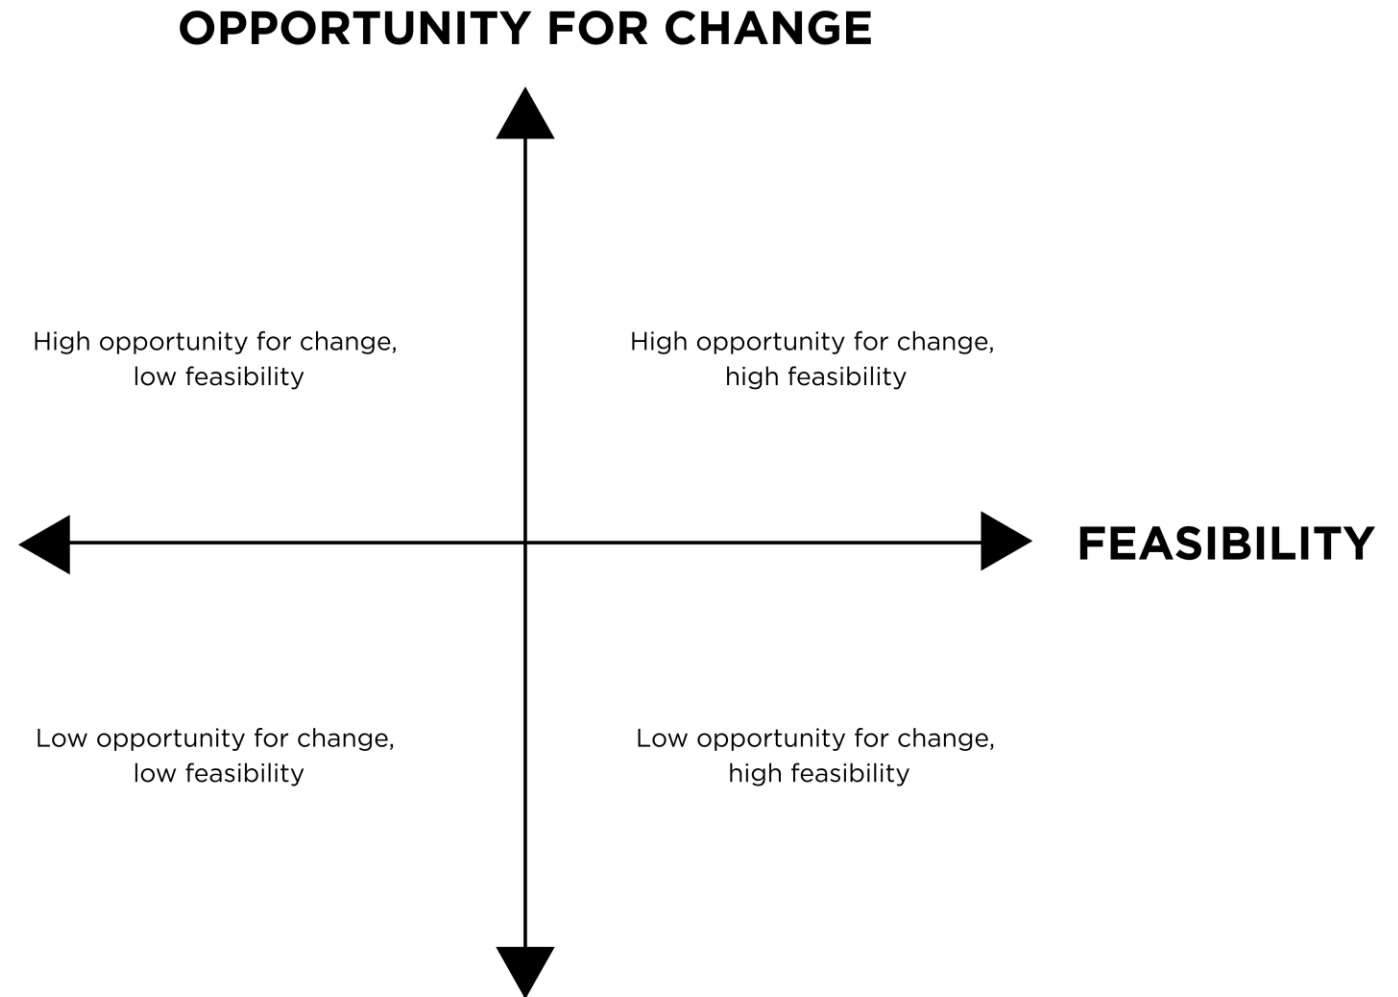 OPPORTUNITY FOR CHANGE
High opportunity for change,
low feasibility
High opportunity for change,
high feasibility
FEASIBILITY
Low opportunity for change,
low feasibility
Low opportunity for change,
high feasibility